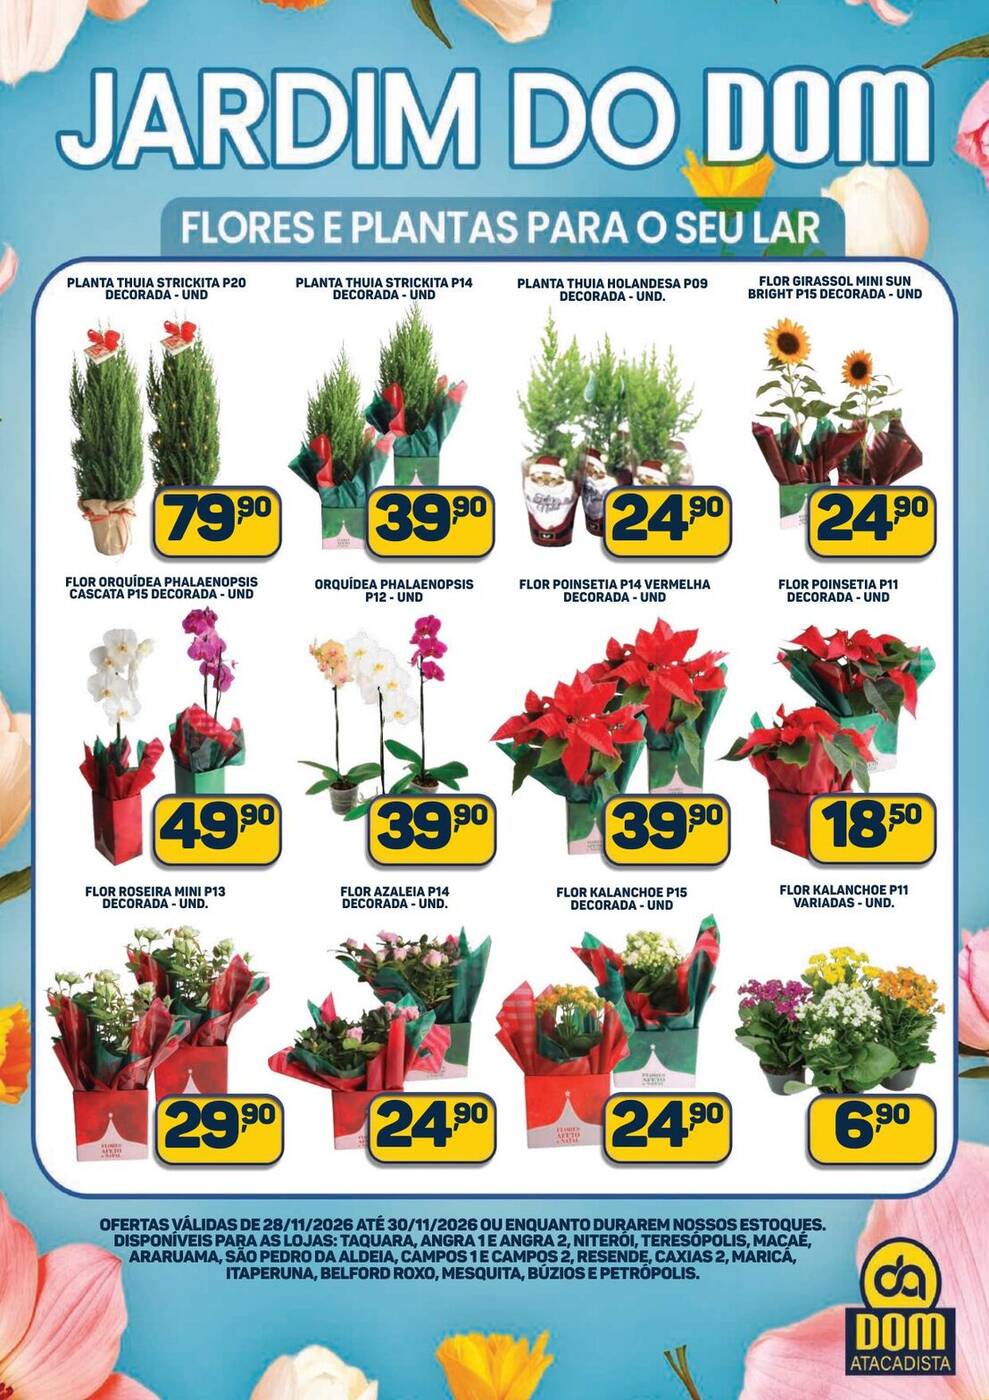 JARDIM DO DOM
FLORES E PLANTAS PARA O SEU LAR
PLANTA THUIA STRICKITA P20
DECORADA - UND
79,90
PLANTA THUIA STRICKITA P14
DECORADA - UND
39,90
PLANTA THUIA HOLANDESA P09
DECORADA - UND.
24,90
FLOR GIRASSOL MINI SUN
BRIGHT P15 DECORADA - UND
24,90
FLOR ORQUÍDEA PHALAENOPSIS
CASCATA P15 DECORADA - UND
49,90
ORQUÍDEA PHALAENOPSIS
P12 - UND
39,90
FLOR POINSETIA P14 VERMELHA
DECORADA - UND
39,90
FLOR POINSETIA P11
DECORADA - UND
18,50
FLOR ROSEIRA MINI P13
DECORADA - UND.
29,90
FLOR AZALEIA P14
DECORADA - UND.
24,90
FLOR KALANCHOE P15
DECORADA - UND
24,90
FLOR KALANCHOE P11
VARIADAS - UND.
6,90
OFERTAS VÁLIDAS DE 28/11/2026 ATÉ 30/11/2026 OU ENQUANTO DURAREM NOSSOS ESTOQUES.
DISPONÍVEIS PARA AS LOJAS: TAQUARA, ANGRA 1 E ANGRA 2, NITERÓI, TERESÓPOLIS, MACAÉ,
ARARUAMA, SÃO PEDRO DA ALDEIA, CAMPOS 1 E CAMPOS 2, RESENDE, CAXIAS 2, MARICÁ,
ITAPERUNA, BELFORD ROXO, MESQUITA, BÚZIOS E PETRÓPOLIS.
da
DOM
ATACADISTA